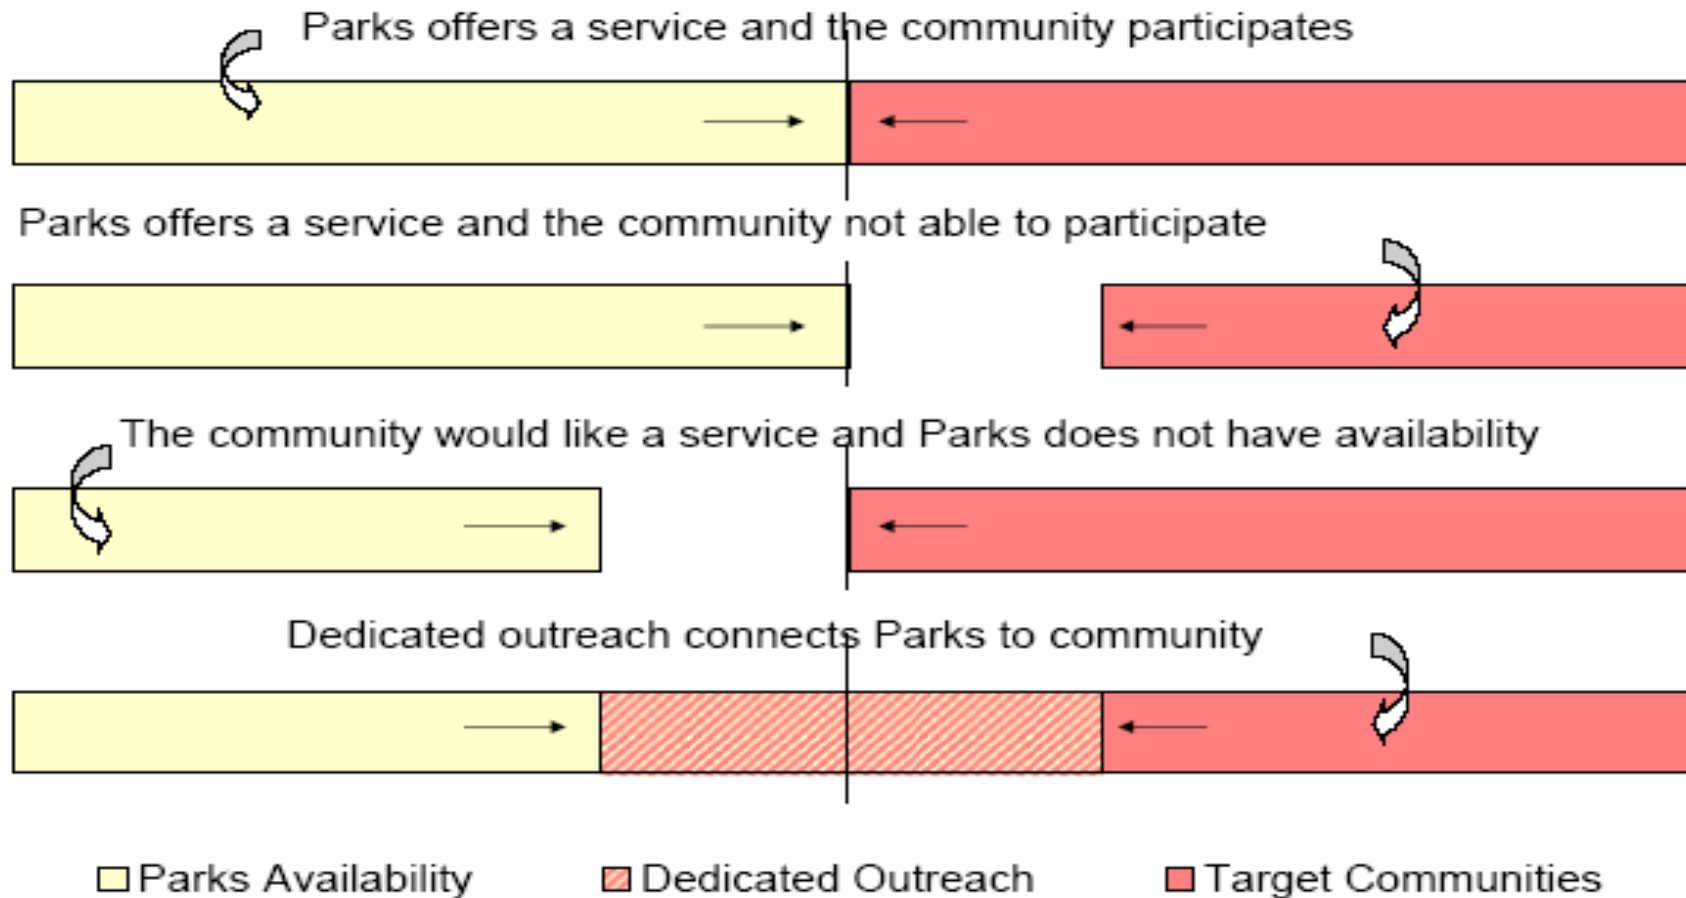 Parks offers a service and the community participates
Parks offers a service and the community not able to participate
The community would like a service and Parks does not have availability
Dedicated outreach connects Parks to community
Parks Availability
Dedicated Outreach
Target Communities